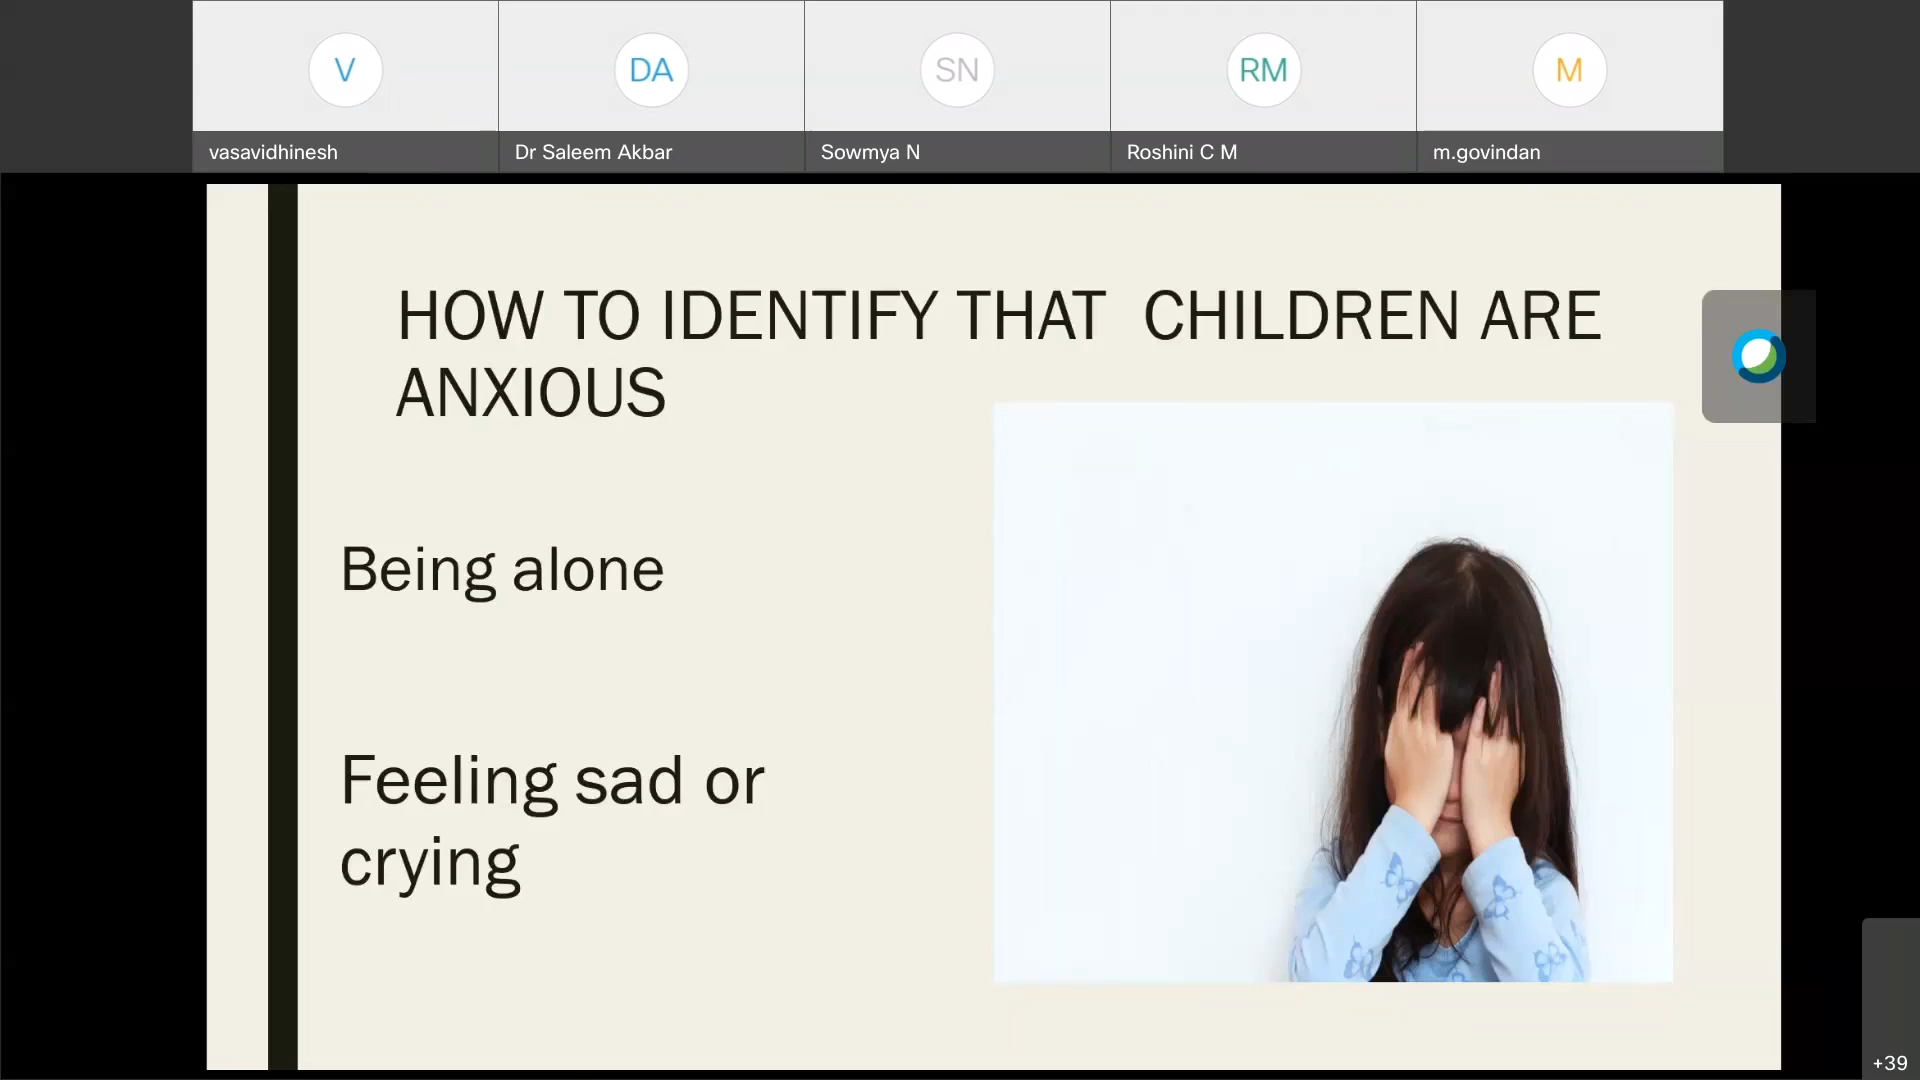 V
DA
SN
RM
M
vasavidhinesh
Dr Saleem Akbar
Sowmya N
Roshini C M
m.govindan
HOW TO IDENTIFY THAT  CHILDREN ARE
ANXIOUS
Being alone
Feeling sad or
crying
+39